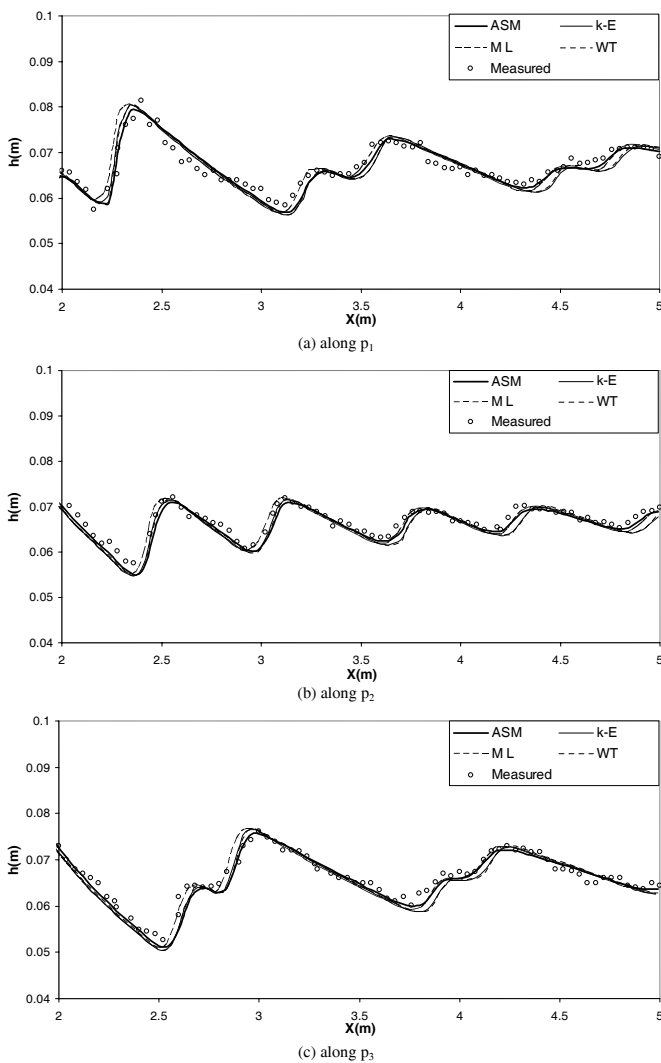 0.1
0.09
0.08
0.07
0.06
0.05
0.04
h(m)
ASM k-E
M L WT
Measured
2 2.5 3 3.5 4 4.5 5
X(m)
(a) along p₁
0.1
0.09
0.08
0.07
0.06
0.05
0.04
h(m)
ASM k-E
M L WT
Measured
2 2.5 3 3.5 4 4.5 5
X(m)
(b) along p₂
0.1
0.09
0.08
0.07
0.06
0.05
0.04
h(m)
ASM k-E
M L WT
Measured
2 2.5 3 3.5 4 4.5 5
X(m)
(c) along p₃